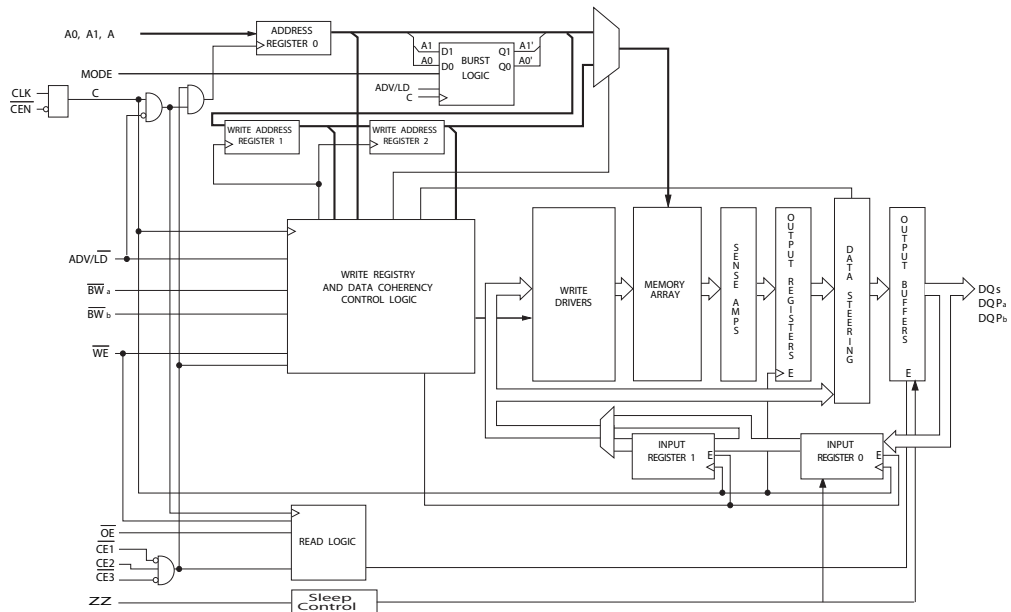 A0, A1, A
ADDRESS
REGISTER 0
A1
A0
D1
D0
BURST
LOGIC
Q1
Q0
A1'
A0'
MODE
ADV/LD
C
CLK
C
CEN
WRITE ADDRESS
REGISTER 1
WRITE ADDRESS
REGISTER 2
ADV/LD
BW a
BW b
WE
WRITE REGISTRY
AND DATA COHERENCY
CONTROL LOGIC
WRITE
DRIVERS
MEMORY
ARRAY
SENSE AMPS
OUTPUT REGISTERS
E
DATA STEERING
OUTPUT BUFFERS
E
DQs
DQPa
DQPb
INPUT
REGISTER 1
E
INPUT
REGISTER 0
E
OE
CE1
CE2
CE3
READ LOGIC
ZZ
Sleep
Control